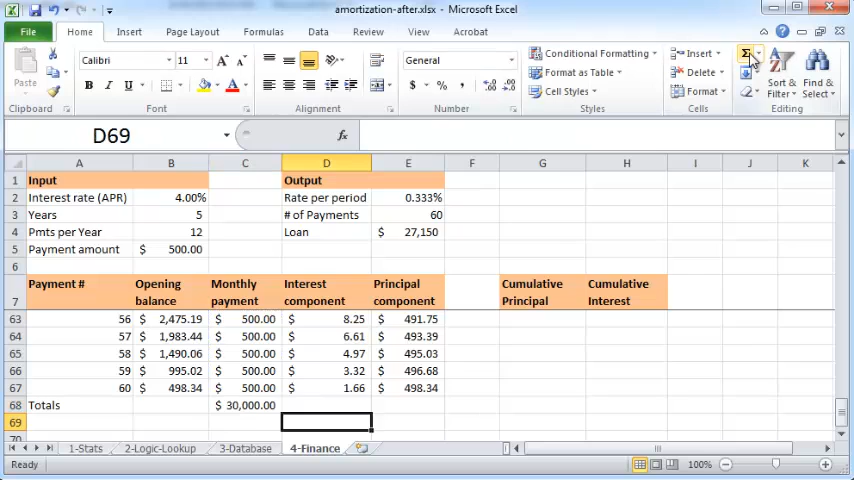 amortization-after.xlsx - Microsoft Excel
File Home Insert Page Layout Formulas Data Review View Acrobat
Paste
Calibri 11 A A
General
Conditional Formatting
Format as Table
Cell Styles
Insert
Delete
Format
Σ
Sort & Filter
Find & Select
B I U A
$ % ,
Clipboard Font Alignment Number Styles Cells Editing
D69 fx
A B C D E F G H I J K
1 Input Output
2 Interest rate (APR) 4.00% Rate per period 0.333%
3 Years 5 # of Payments 60
4 Pmts per Year 12 Loan $ 27,150
5 Payment amount $ 500.00
6
7 Payment # Opening balance Monthly payment Interest component Principal component Cumulative Principal Cumulative Interest
63 56 $ 2,475.19 $ 500.00 $ 8.25 $ 491.75
64 57 $ 1,983.44 $ 500.00 $ 6.61 $ 493.39
65 58 $ 1,490.06 $ 500.00 $ 4.97 $ 495.03
66 59 $ 995.02 $ 500.00 $ 3.32 $ 496.68
67 60 $ 498.34 $ 500.00 $ 1.66 $ 498.34
68 Totals $ 30,000.00
69
70
1-Stats 2-Logic-Lookup 3-Database 4-Finance
Ready 100%